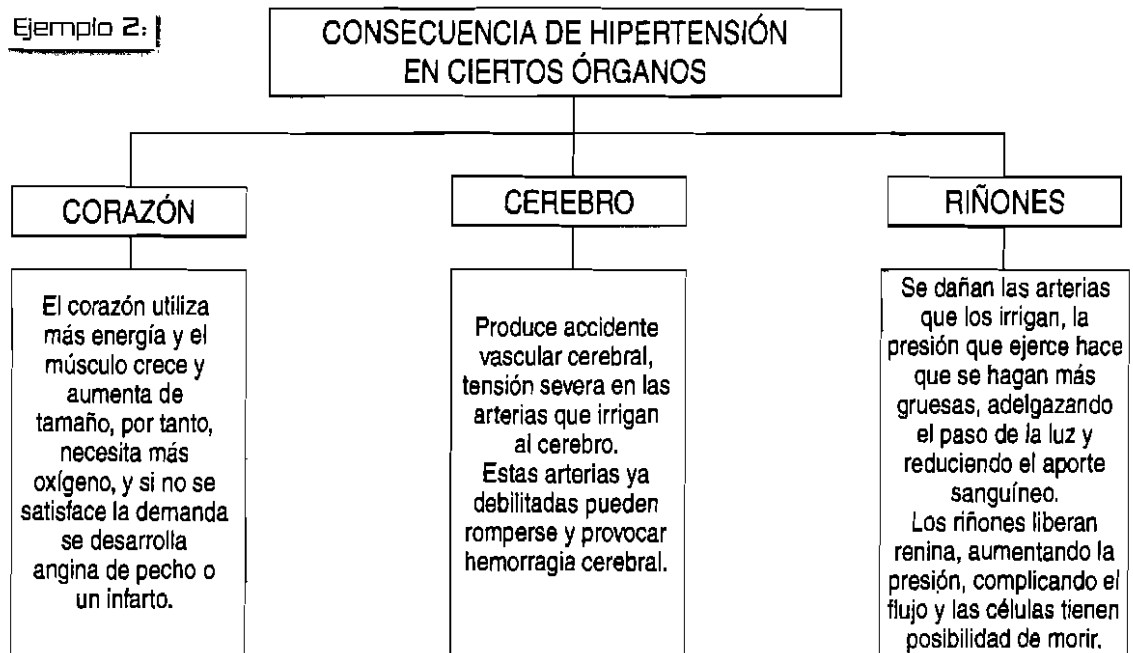 Ejemplo 2:
CONSECUENCIA DE HIPERTENSIÓN
EN CIERTOS ÓRGANOS
CORAZÓN
El corazón utiliza
más energía y el
músculo crece y
aumenta de
tamaño, por tanto,
necesita más
oxígeno, y si no se
satisface la demanda
se desarrolla
angina de pecho o
un infarto.
CEREBRO
Produce accidente
vascular cerebral,
tensión severa en las
arterias que irrigan
al cerebro.
Estas arterias ya
debilitadas pueden
romperse y provocar
hemorragia cerebral.
RIÑONES
Se dañan las arterias
que los irrigan, la
presión que ejerce hace
que se hagan más
gruesas, adelgazando
el paso de la luz y
reduciendo el aporte
sanguíneo.
Los riñones liberan
renina, aumentando la
presión, complicando el
flujo y las células tienen
posibilidad de morir.